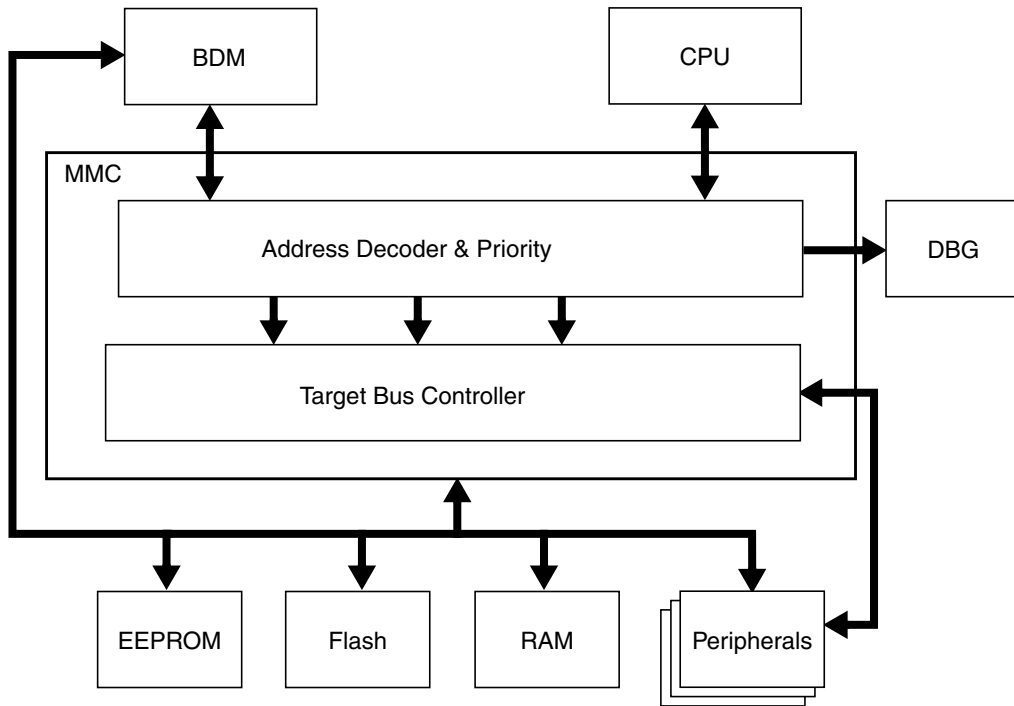 BDM
CPU
MMC
Address Decoder & Priority
DBG
Target Bus Controller
EEPROM
Flash
RAM
Peripherals